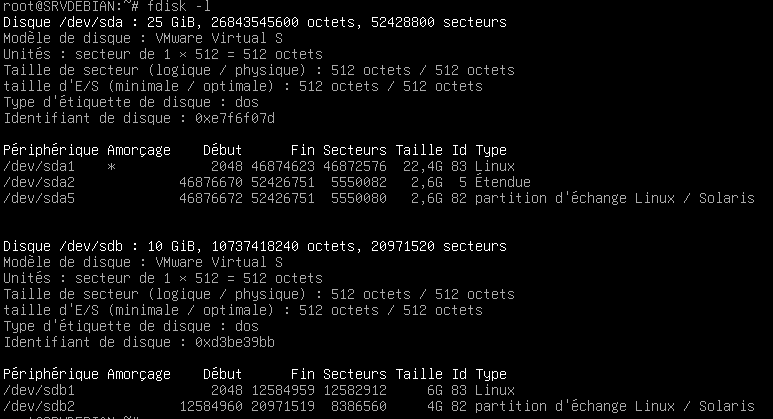 root@SRVDEBIAN:~# fdisk -l
Disque /dev/sda : 25 GiB, 26843545600 octets, 52428800 secteurs
Modèle de disque : VMware Virtual S
Unités : secteur de 1 × 512 = 512 octets
Taille de secteur (logique / physique) : 512 octets / 512 octets
taille d'E/S (minimale / optimale) : 512 octets / 512 octets
Type d'étiquette de disque : dos
Identifiant de disque : 0xe7f6f07d
Périphérique Amorçage Début Fin Secteurs Taille Id Type
/dev/sda1 * 2048 46874623 46872576 22,4G 83 Linux
/dev/sda2 46876670 52426751 5550082 2,6G 5 Étendue
/dev/sda5 46876672 52426751 5550080 2,6G 82 partition d'échange Linux / Solaris
Disque /dev/sdb : 10 GiB, 10737418240 octets, 20971520 secteurs
Modèle de disque : VMware Virtual S
Unités : secteur de 1 × 512 = 512 octets
Taille de secteur (logique / physique) : 512 octets / 512 octets
taille d'E/S (minimale / optimale) : 512 octets / 512 octets
Type d'étiquette de disque : dos
Identifiant de disque : 0xd3be39bb
Périphérique Amorçage Début Fin Secteurs Taille Id Type
/dev/sdb1 2048 12584959 12582912 6G 83 Linux
/dev/sdb2 12584960 20971519 8386560 4G 82 partition d'échange Linux / Solaris
root@SRVDEBIAN:~#